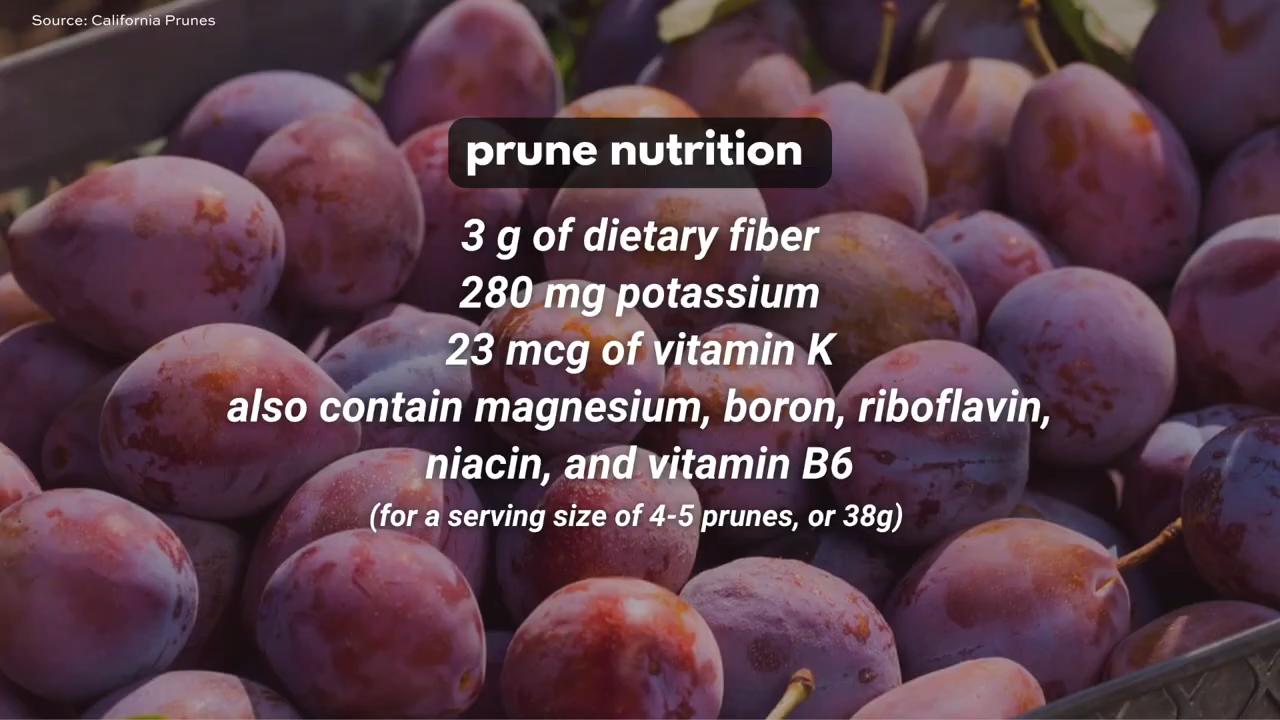 Source: California Prunes
prune nutrition
3 g of dietary fiber
280 mg potassium
23 mcg of vitamin K
also contain magnesium, boron, riboflavin,
niacin, and vitamin B6
(for a serving size of 4-5 prunes, or 38g)